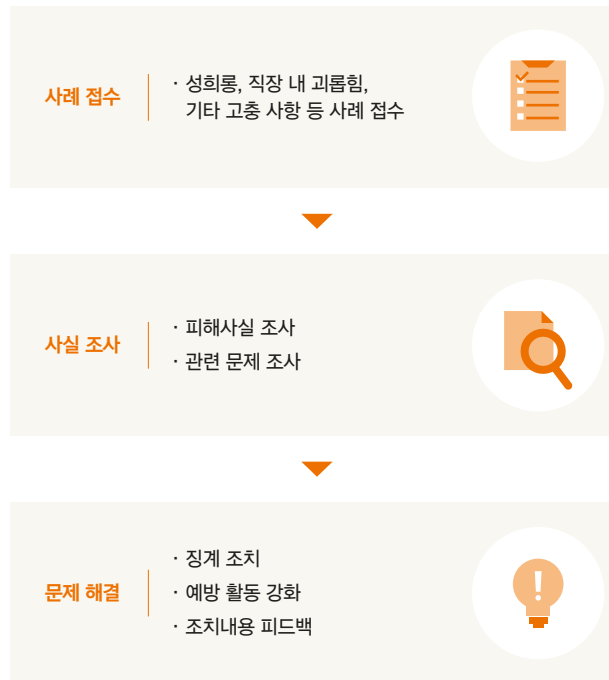 사례 접수
· 성희롱, 직장 내 괴롭힘,
기타 고충 사항 등 사례 접수
사실 조사
· 피해사실 조사
· 관련 문제 조사
문제 해결
· 징계 조치
· 예방 활동 강화
· 조치내용 피드백